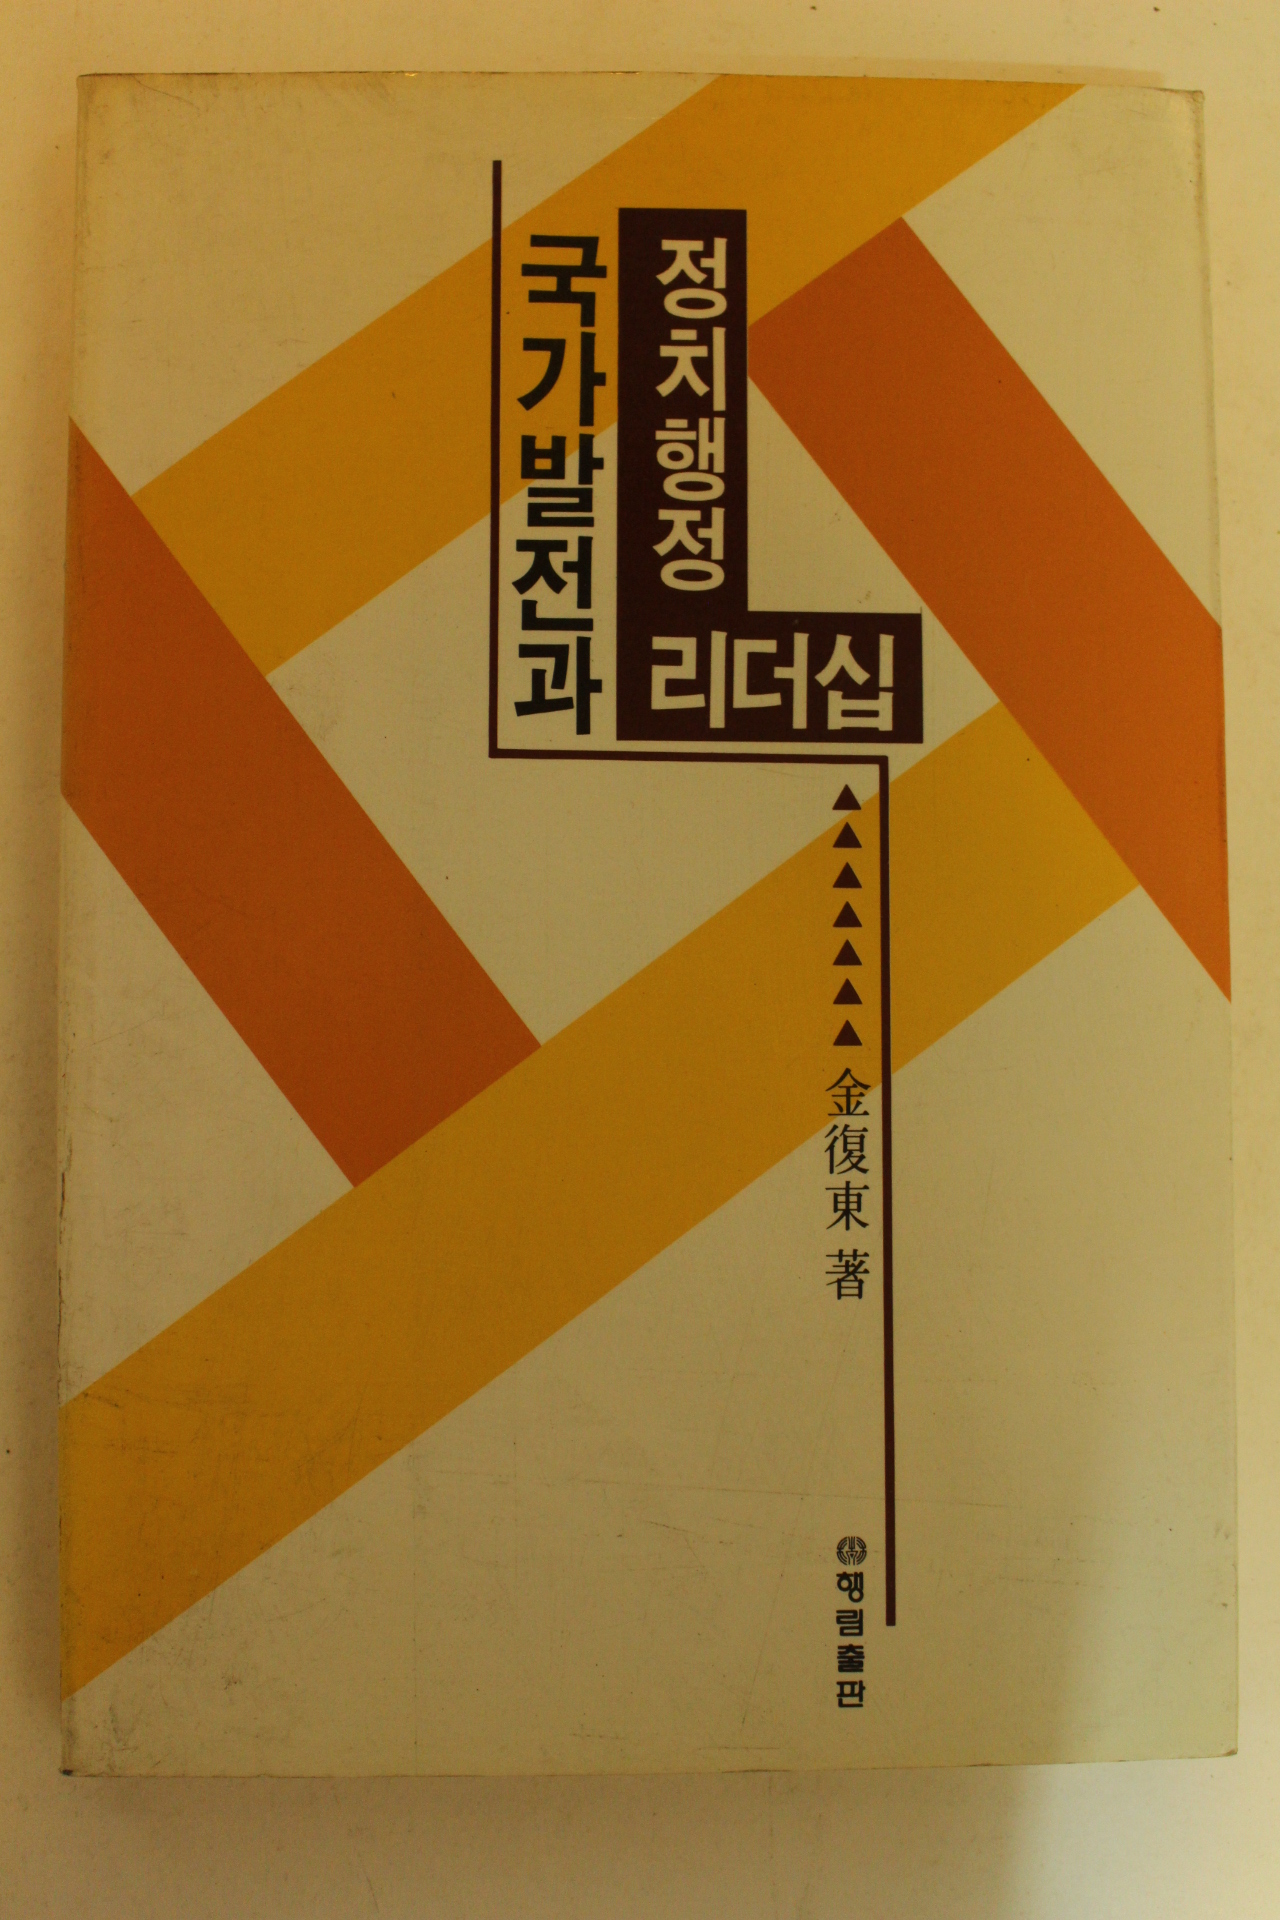 국가발전과
정치행정
리더십
金復東 著
행림출판